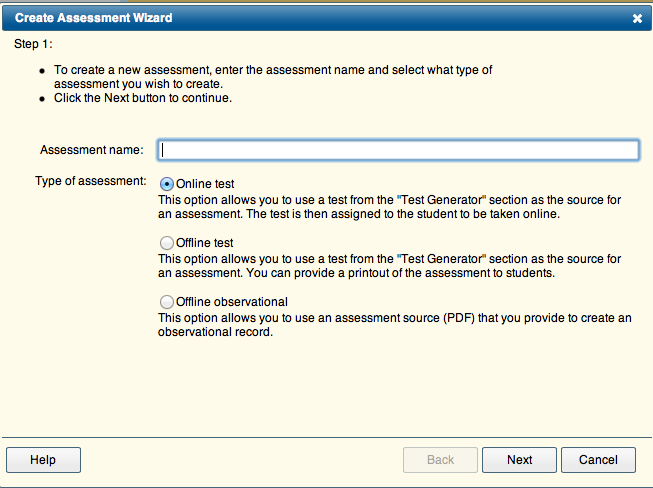 Create Assessment Wizard
Step 1:
• To create a new assessment, enter the assessment name and select what type of
assessment you wish to create.
• Click the Next button to continue.
Assessment name:
Type of assessment:
Online test
This option allows you to use a test from the "Test Generator" section as the source for
an assessment. The test is then assigned to the student to be taken online.
Offline test
This option allows you to use a test from the "Test Generator" section as the source for
an assessment. You can provide a printout of the assessment to students.
Offline observational
This option allows you to use an assessment source (PDF) that you provide to create an
observational record.
Help
Back
Next
Cancel